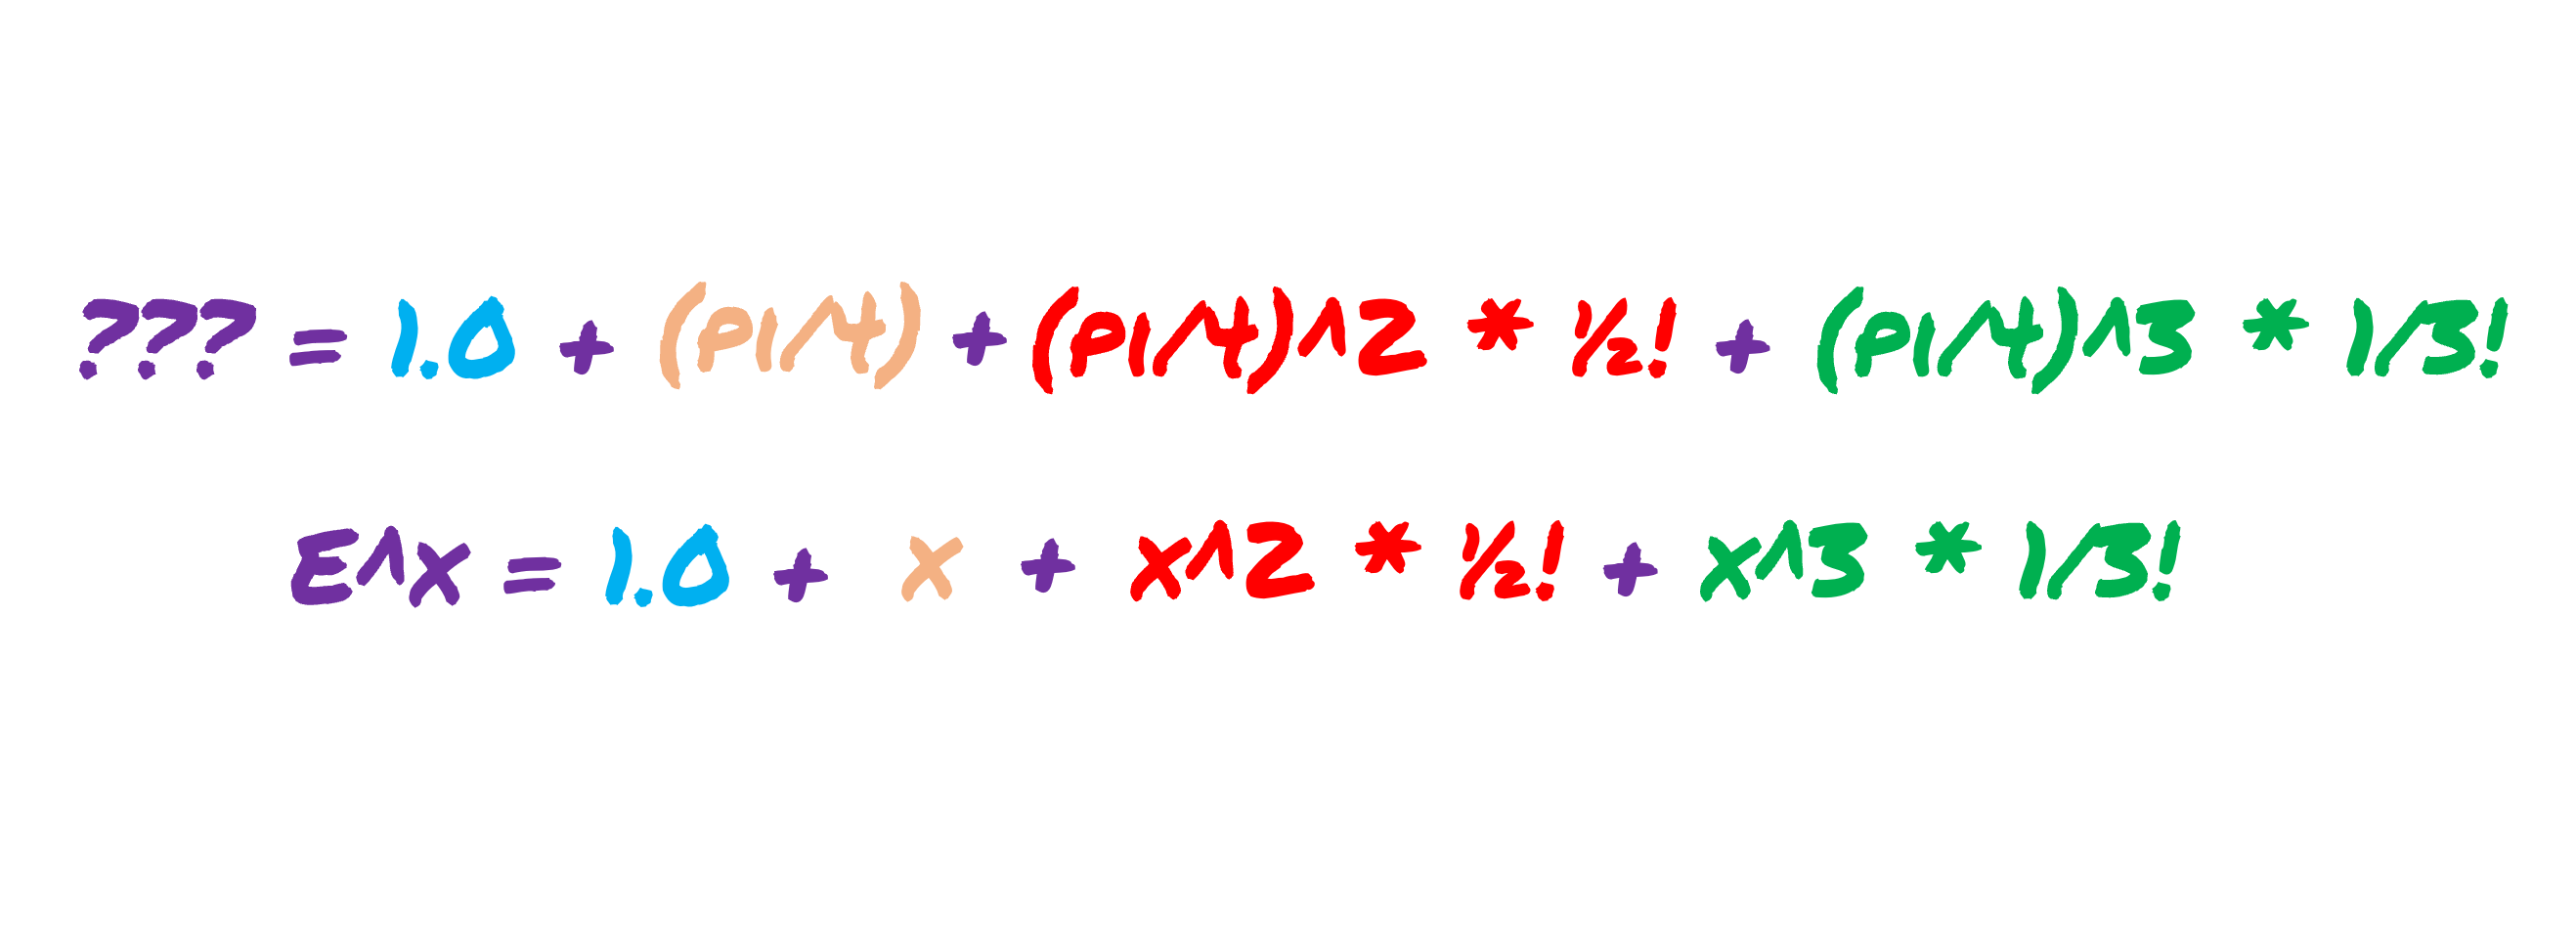 ??? = 1.0 + (pi/4) + (pi/4)^2 * ½! + (pi/4)^3 * 1/3!
E^x = 1.0 + x + x^2 * ½! + x^3 * 1/3!